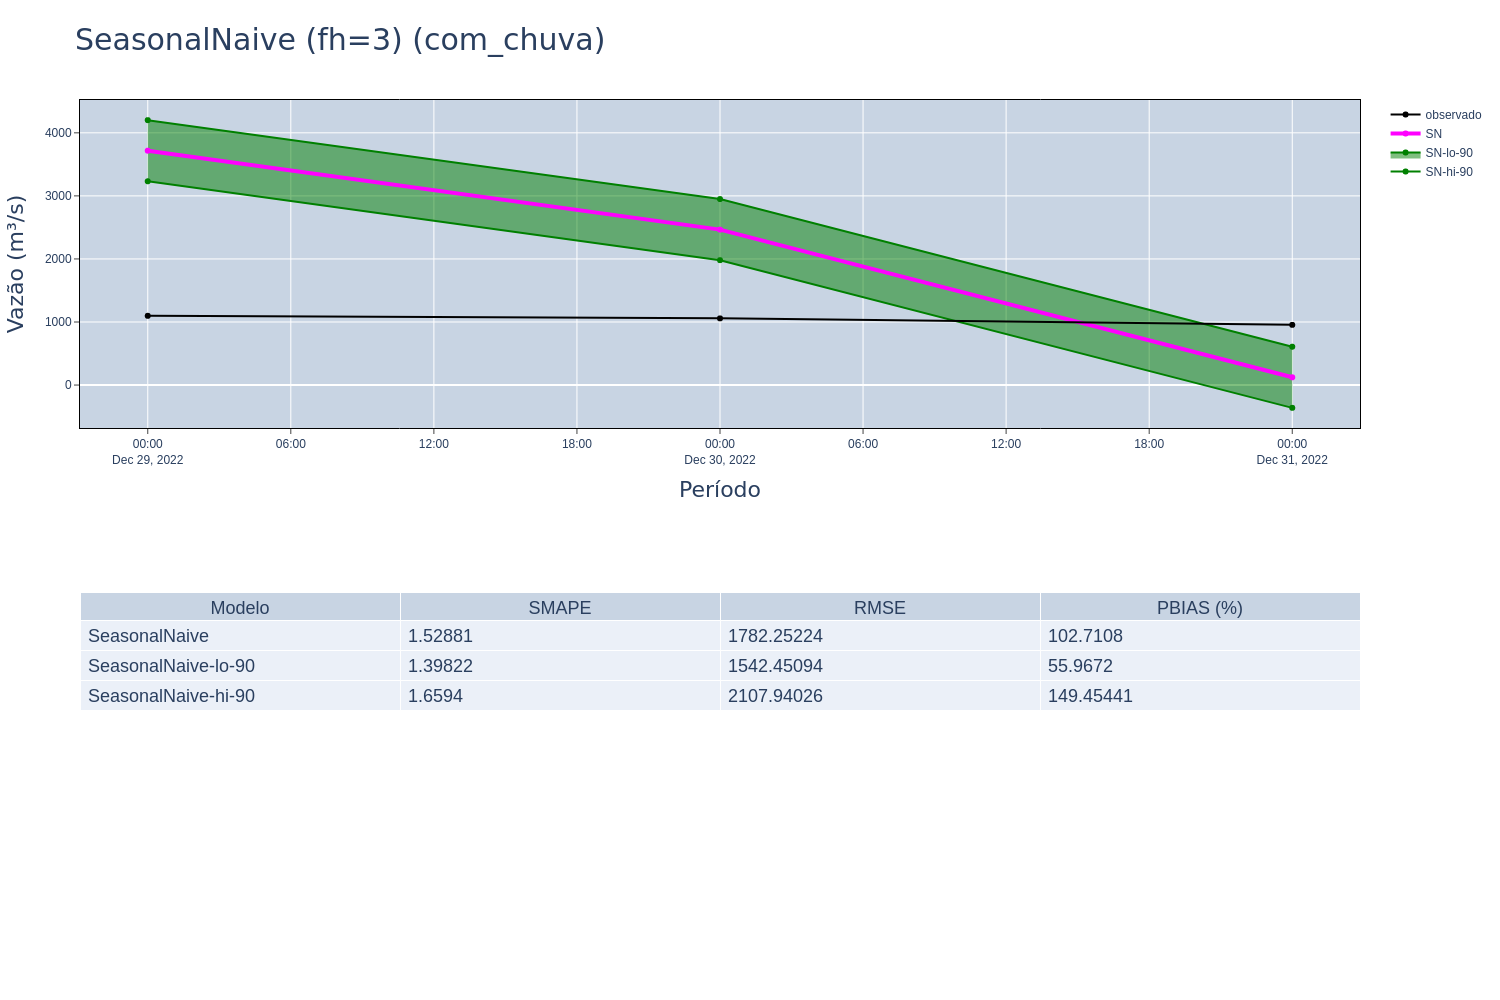 SeasonalNaive (fh=3) (com_chuva)
observado
SN
SN-lo-90
SN-hi-90
Vazão (m³/s)
4000
3000
2000
1000
0
00:00 06:00 12:00 18:00 00:00 06:00 12:00 18:00 00:00
Dec 29, 2022 Dec 30, 2022 Dec 31, 2022
Período
Modelo SMAPE RMSE PBIAS (%)
SeasonalNaive 1.52881 1782.25224 102.7108
SeasonalNaive-lo-90 1.39822 1542.45094 55.9672
SeasonalNaive-hi-90 1.6594 2107.94026 149.45441